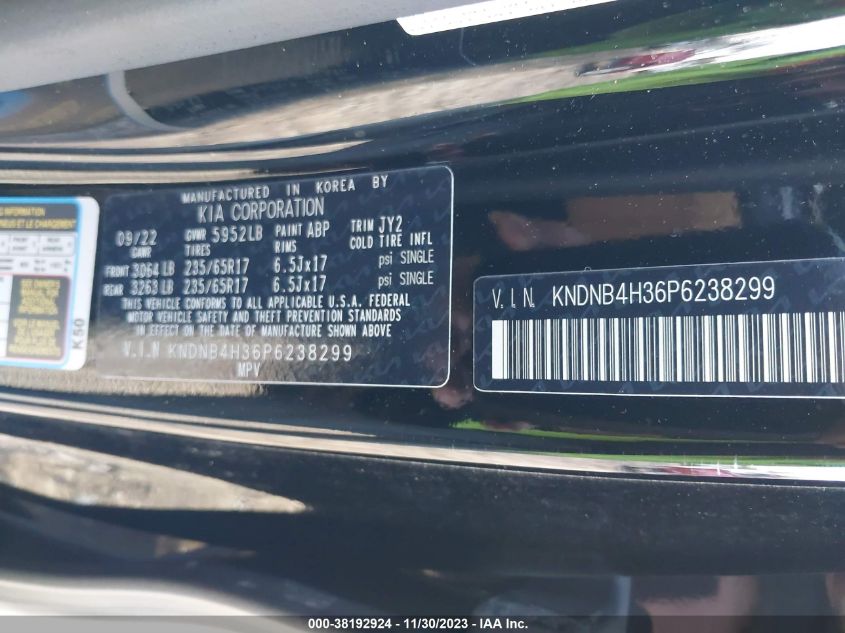 MANUFACTURED IN KOREA BY
KIA CORPORATION
09/22 GVWR 5952LB PAINT ABP TRIM JY2
GAWR TIRES RIMS COLD TIRE INFL
FRONT 3064 LB 235/65R17 6.5Jx17 psi SINGLE
REAR 3263 LB 235/65R17 6.5Jx17 psi SINGLE
THIS VEHICLE CONFORMS TO ALL APPLICABLE U.S.A. FEDERAL
MOTOR VEHICLE SAFETY AND THEFT PREVENTION STANDARDS
IN EFFECT ON THE DATE OF MANUFACTURE SHOWN ABOVE
V.I.N KNDNB4H36P6238299
MPV
K50
V.I.N. KNDNB4H36P6238299
000-38192924 - 11/30/2023 - IAA Inc.